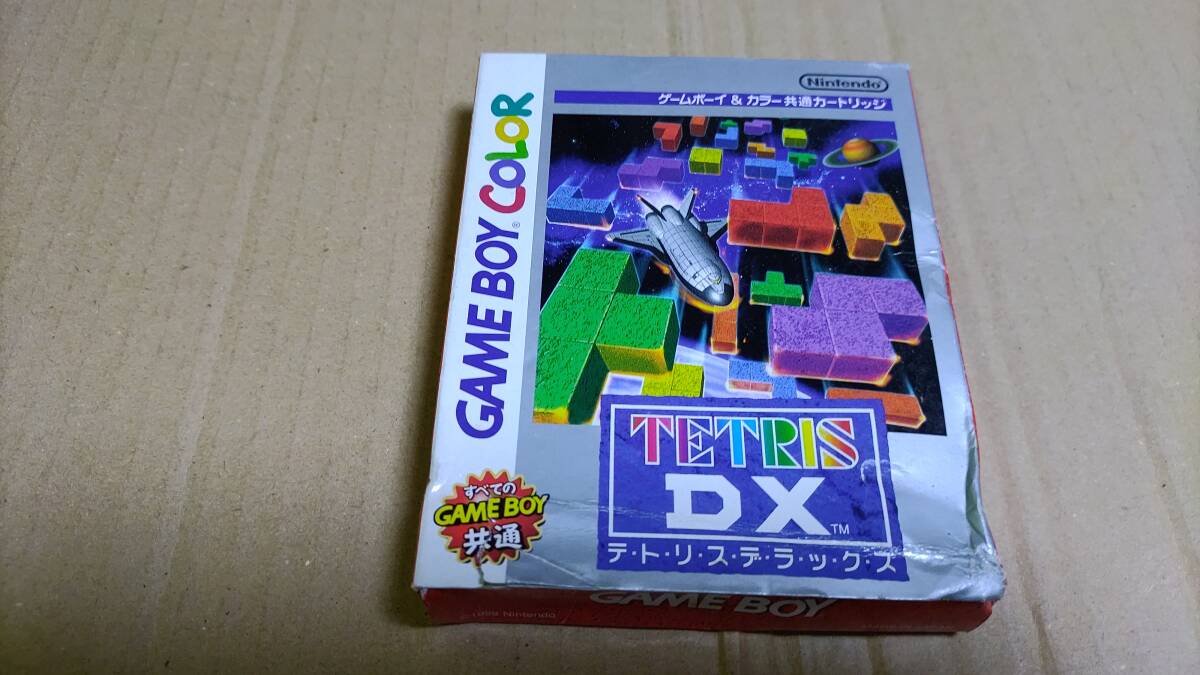 Nintendo
ゲームボーイ & カラー共通カートリッジ
GAME BOY® COLOR
TETRIS
DX™
テ・ト・リ・ス・デ・ラ・ッ・ク・ス
すべての
GAME BOY
共通
GAME BOY
Nintendo